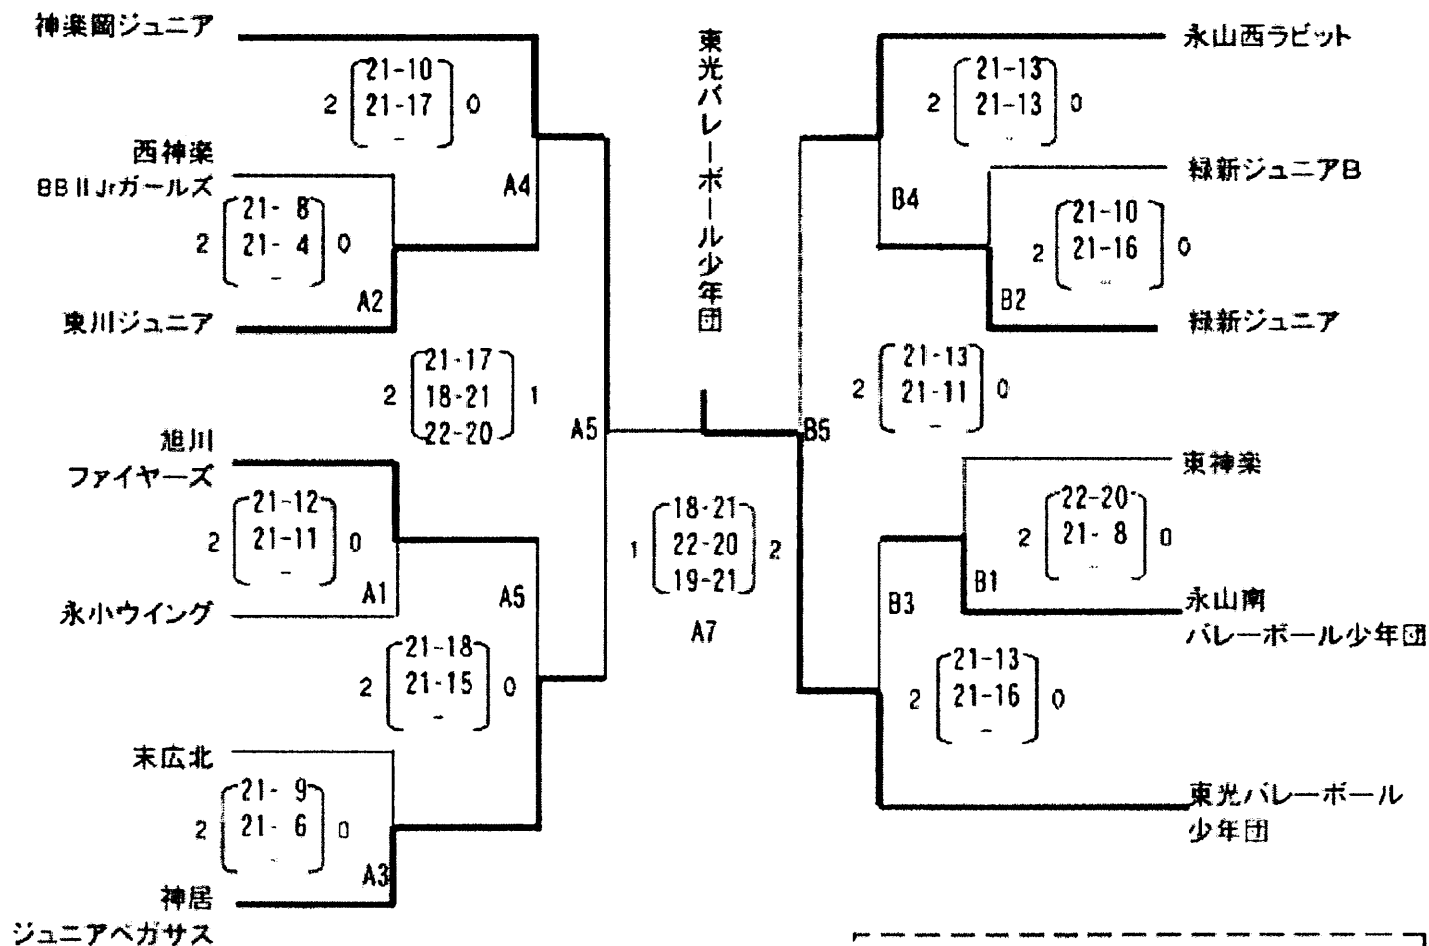 神楽岡ジュニア
21-10
2 21-17 0
-
A4
西神楽
BBⅡJrガールズ
21- 8
2 21- 4 0
-
A2
東川ジュニア
21-17
2 18-21 1
22-20
A5
旭川
ファイヤーズ
21-12
2 21-11 0
-
A1
永小ウイング
A5
21-18
2 21-15 0
-
末広北
21- 9
2 21- 6 0
-
A3
神居
ジュニアペガサス
東光バレーボール少年団
18-21
1 22-20 2
19-21
A7
永山西ラビット
21-13
2 21-13 0
-
B4
緑新ジュニアB
21-10
2 21-16 0
-
B2
緑新ジュニア
21-13
2 21-11 0
-
B5
東神楽
22-20
2 21- 8 0
-
B1
B3
永山南
バレーボール少年団
21-13
2 21-16 0
-
東光バレーボール
少年団